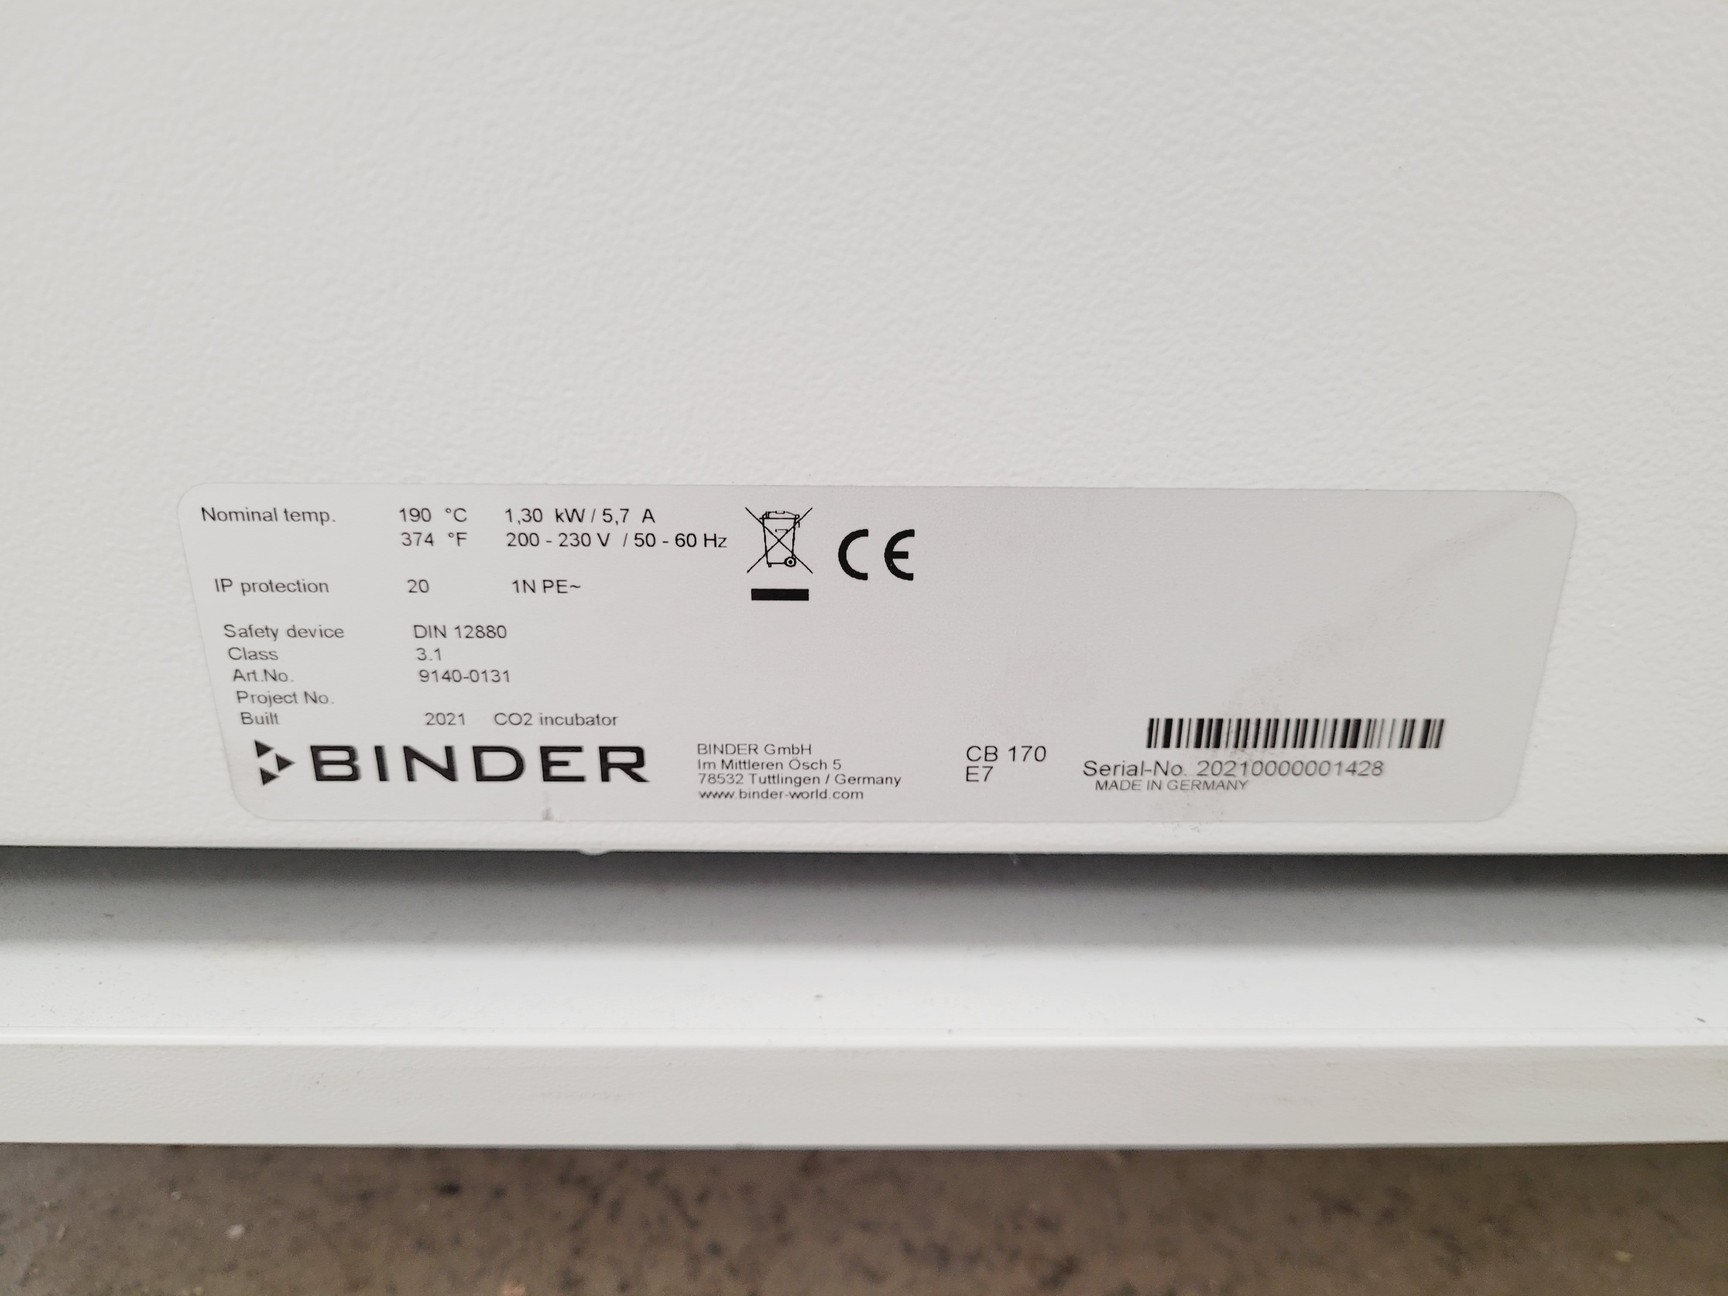 Nominal temp. 190 °C 1,30 kW / 5,7 A
374 °F 200 - 230 V / 50 - 60 Hz
IP protection 20 1N PE~
Safety device DIN 12880
Class 3.1
Art.No. 9140-0131
Project No.
Built 2021 CO2 incubator
BINDER
BINDER GmbH
Im Mittleren Ösch 5
78532 Tuttlingen / Germany
www.binder-world.com
CB 170
E7
Serial-No. 20210000001428
MADE IN GERMANY
CE